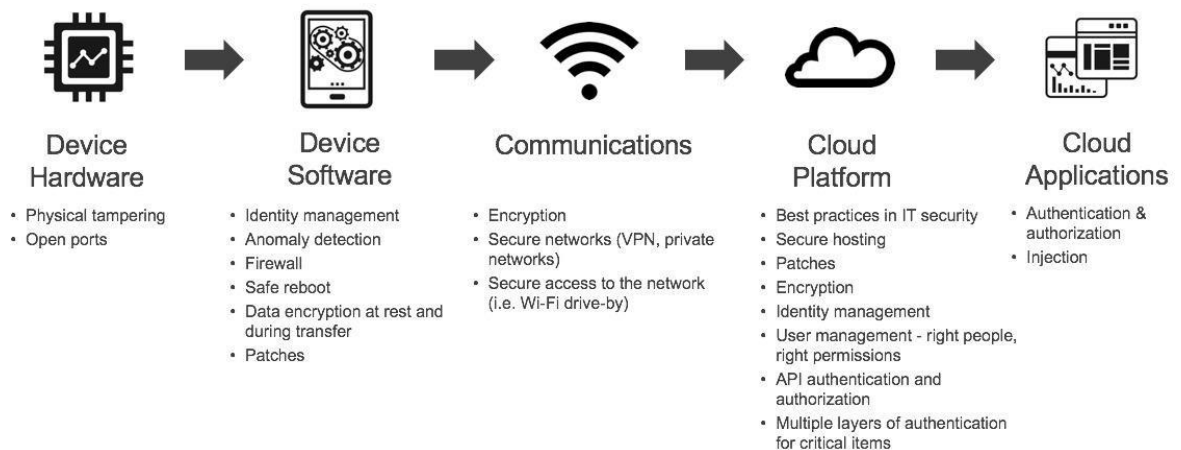 Device
Hardware
• Physical tampering
• Open ports
Device
Software
• Identity management
• Anomaly detection
• Firewall
• Safe reboot
• Data encryption at rest and
during transfer
• Patches
Communications
• Encryption
• Secure networks (VPN, private
networks)
• Secure access to the network
(i.e. Wi-Fi drive-by)
Cloud
Platform
• Best practices in IT security
• Secure hosting
• Patches
• Encryption
• Identity management
• User management - right people,
right permissions
• API authentication and
authorization
• Multiple layers of authentication
for critical items
Cloud
Applications
• Authentication &
authorization
• Injection